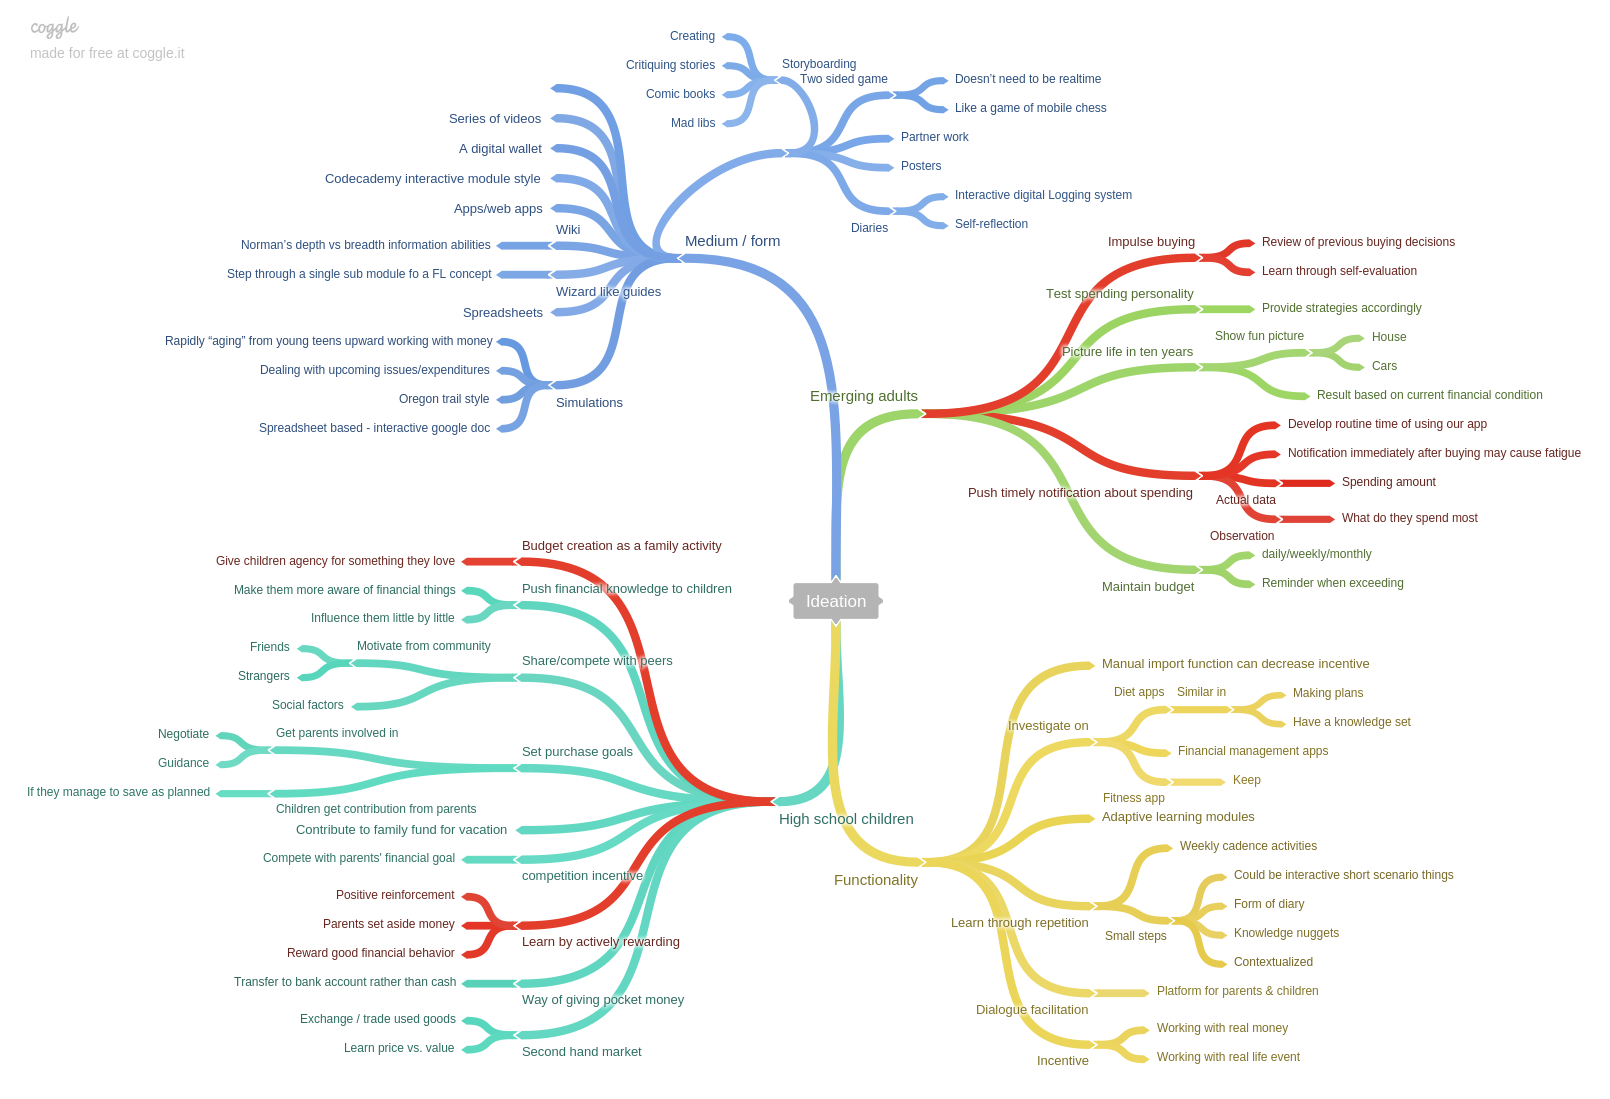 coggle
made for free at coggle.it
Creating
Critiquing stories
Comic books
Mad libs
Storyboarding
Two sided game
Doesn't need to be realtime
Like a game of mobile chess
Partner work
Posters
Interactive digital Logging system
Self-reflection
Diaries
Series of videos
A digital wallet
Codecademy interactive module style
Apps/web apps
Wiki
Norman's depth vs breadth information abilities
Step through a single sub module fo a FL concept
Wizard like guides
Spreadsheets
Rapidly “aging” from young teens upward working with money
Dealing with upcoming issues/expenditures
Oregon trail style
Spreadsheet based - interactive google doc
Simulations
Medium / form
Impulse buying
Review of previous buying decisions
Learn through self-evaluation
Test spending personality
Provide strategies accordingly
Picture life in ten years
Show fun picture
House
Cars
Result based on current financial condition
Emerging adults
Develop routine time of using our app
Notification immediately after buying may cause fatigue
Spending amount
Push timely notification about spending
Actual data
What do they spend most
Observation
daily/weekly/monthly
Reminder when exceeding
Maintain budget
Ideation
Budget creation as a family activity
Give children agency for something they love
Push financial knowledge to children
Make them more aware of financial things
Influence them little by little
Share/compete with peers
Motivate from community
Friends
Strangers
Social factors
Get parents involved in
Negotiate
Guidance
Set purchase goals
If they manage to save as planned
Children get contribution from parents
Contribute to family fund for vacation
Compete with parents' financial goal
competition incentive
Positive reinforcement
Parents set aside money
Reward good financial behavior
Learn by actively rewarding
Transfer to bank account rather than cash
Way of giving pocket money
Exchange / trade used goods
Learn price vs. value
Second hand market
High school children
Manual import function can decrease incentive
Diet apps
Similar in
Making plans
Have a knowledge set
Investigate on
Financial management apps
Keep
Fitness app
Adaptive learning modules
Weekly cadence activities
Could be interactive short scenario things
Form of diary
Knowledge nuggets
Contextualized
Learn through repetition
Small steps
Functionality
Platform for parents & children
Dialogue facilitation
Working with real money
Working with real life event
Incentive